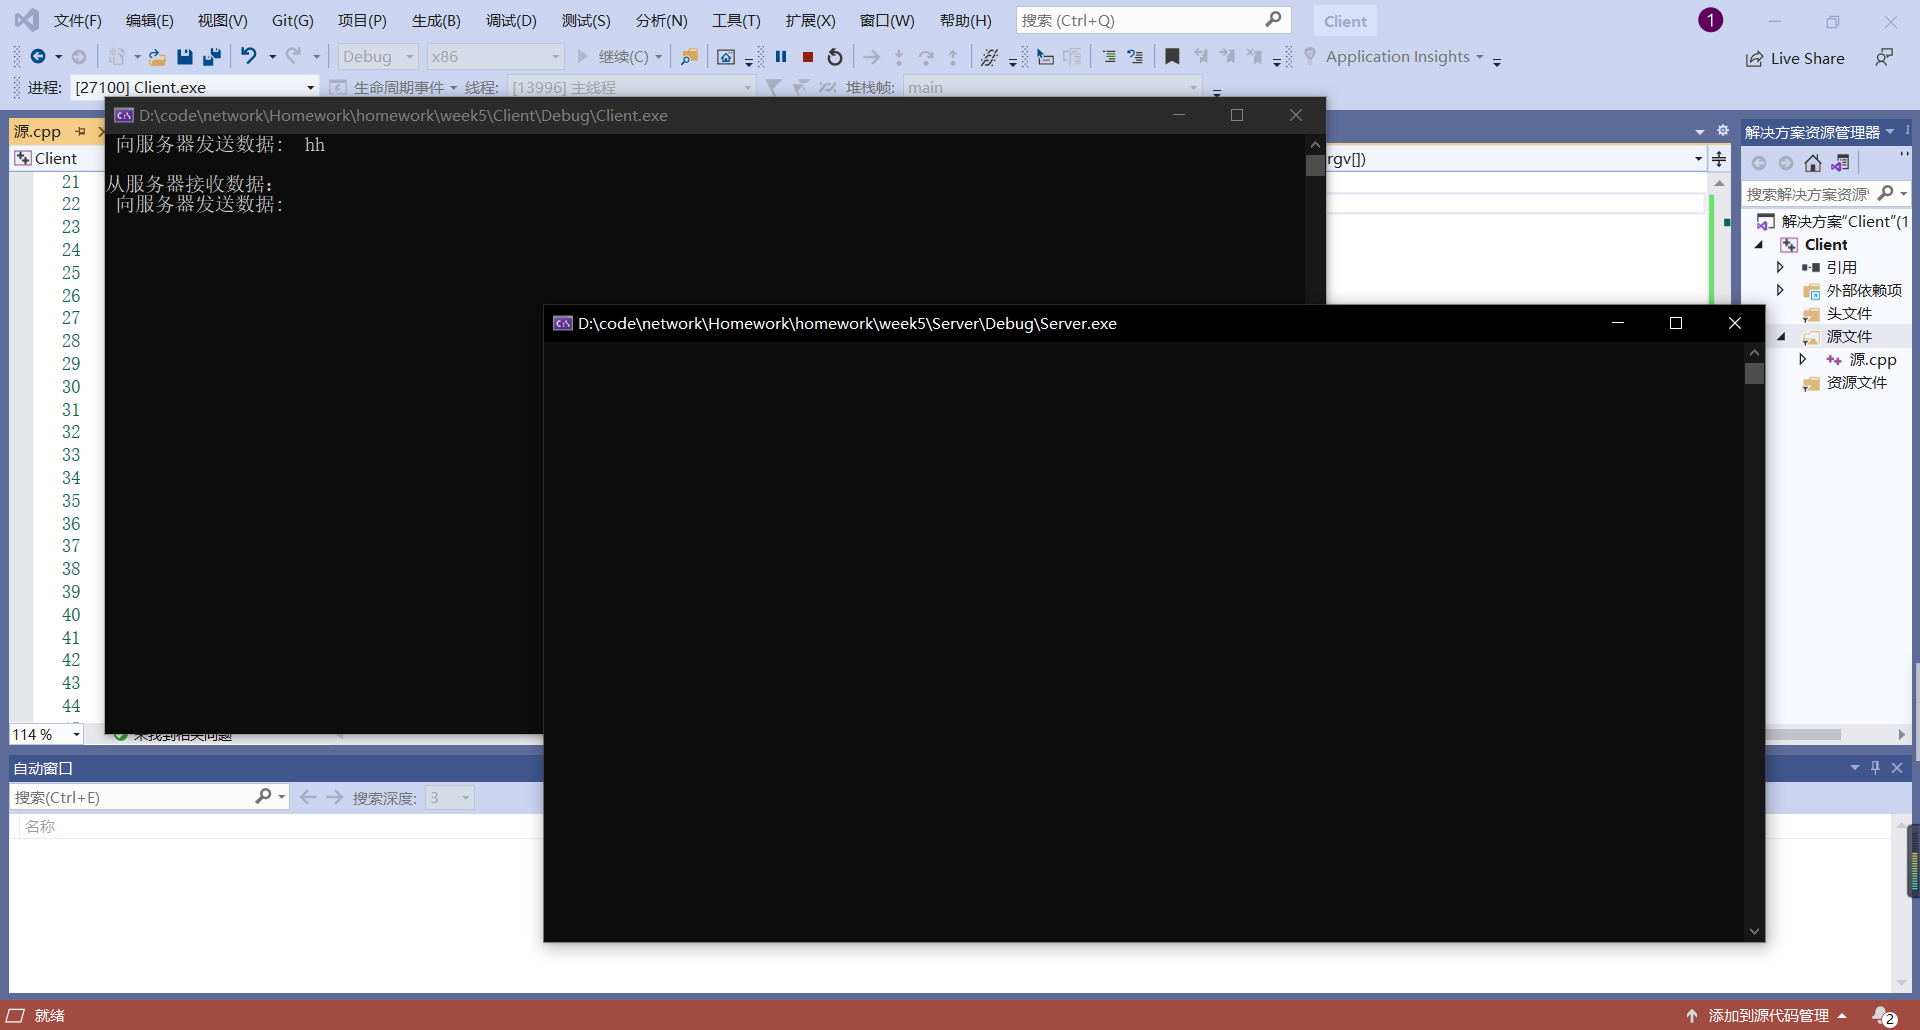 文件(F) 编辑(E) 视图(V) Git(G) 项目(P) 生成(B) 调试(D) 测试(S) 分析(N) 工具(T) 扩展(X) 窗口(W) 帮助(H) 搜索 (Ctrl+Q) Client 1
Debug x86 继续(C) Application Insights Live Share
进程: [27100] Client.exe 生命周期事件 线程: [13996] 主线程 堆栈帧: main
源.cpp
Client
D:\code\network\Homework\homework\week5\Client\Debug\Client.exe
向服务器发送数据: hh
从服务器接收数据:
向服务器发送数据:
rgv[])
21
22
23
24
25
26
27
28
29
30
31
32
33
34
35
36
37
38
39
40
41
42
43
44
114 % 未找到相关问题
D:\code\network\Homework\homework\week5\Server\Debug\Server.exe
解决方案资源管理器
搜索解决方案资源
解决方案"Client"(1
Client
引用
外部依赖项
头文件
源文件
源.cpp
资源文件
自动窗口
搜索(Ctrl+E) 搜索深度: 3
名称
就绪 添加到源代码管理 2